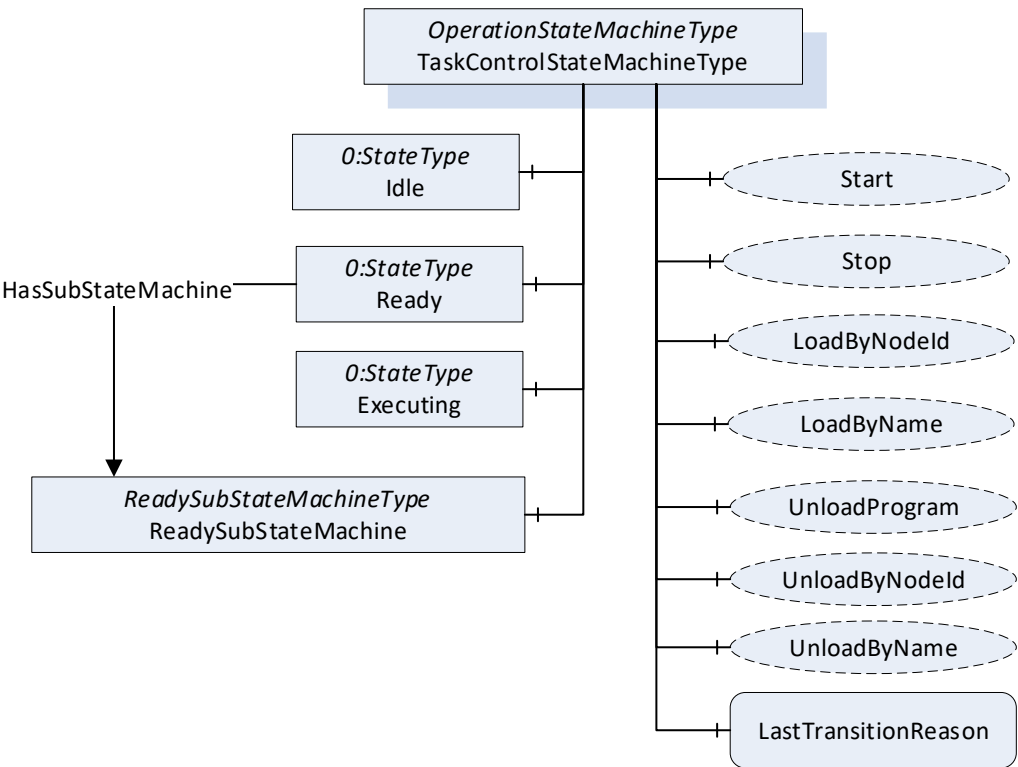 OperationStateMachineType
TaskControlStateMachineType
0:StateType
Idle
0:StateType
Ready
HasSubStateMachine
0:StateType
Executing
ReadySubStateMachineType
ReadySubStateMachine
Start
Stop
LoadByNodeId
LoadByName
UnloadProgram
UnloadByNodeId
UnloadByName
LastTransitionReason